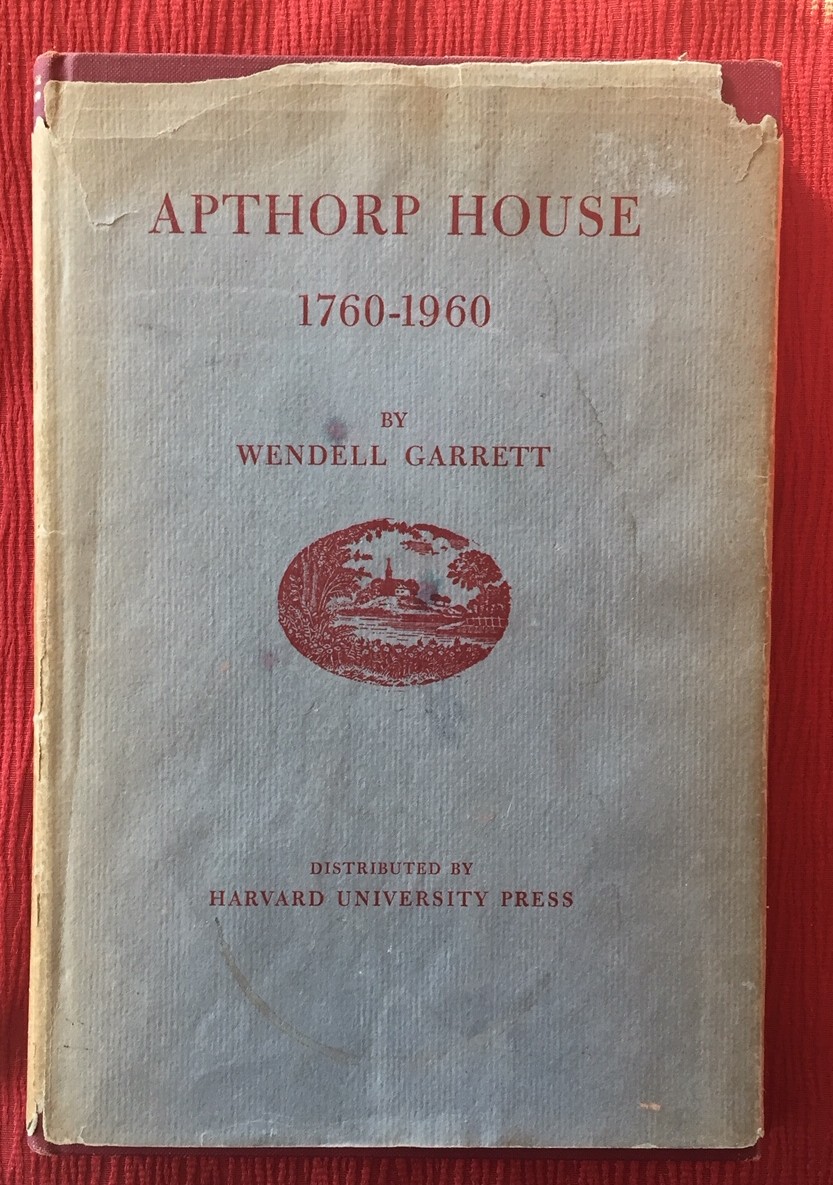 APTHORP HOUSE
1760-1960
BY
WENDELL GARRETT
DISTRIBUTED BY
HARVARD UNIVERSITY PRESS